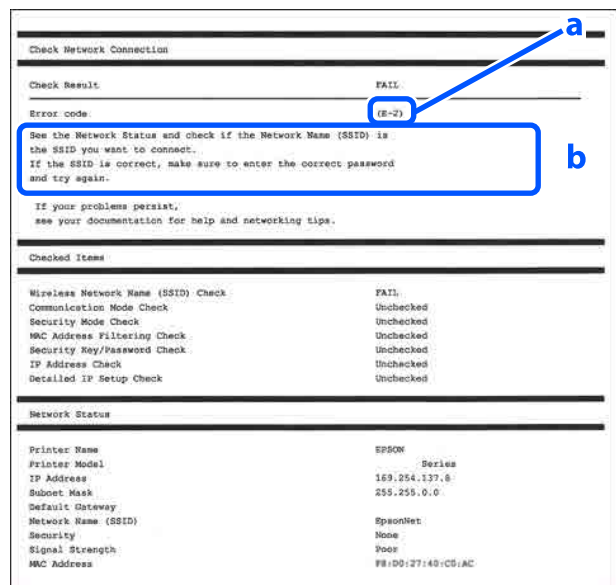 a
Check Network Connection
Check Result FAIL
Error code (E-2)
See the Network Status and check if the Network Name (SSID) is
the SSID you want to connect.
If the SSID is correct, make sure to enter the correct password
and try again.
b
If your problems persist,
see your documentation for help and networking tips.
Checked Items
Wireless Network Name (SSID) Check FAIL
Communication Mode Check Unchecked
Security Mode Check Unchecked
MAC Address Filtering Check Unchecked
Security Key/Password Check Unchecked
IP Address Check Unchecked
Detailed IP Setup Check Unchecked
Network Status
Printer Name EPSON
Printer Model Series
IP Address 169.254.137.8
Subnet Mask 255.255.0.0
Default Gateway
Network Name (SSID) EpsonNet
Security None
Signal Strength Poor
MAC Address F8:D0:27:40:C5:AC